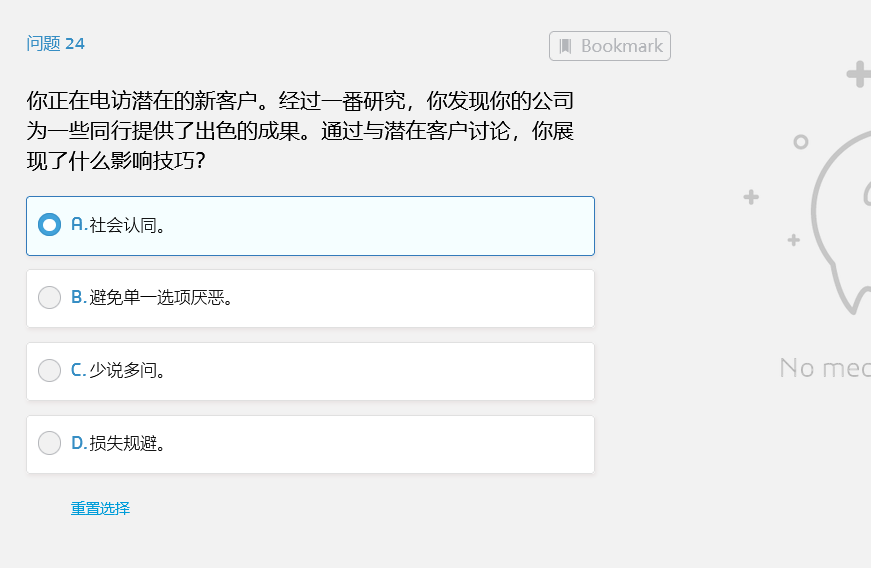 问题 24
Bookmark
你正在电访潜在的新客户。经过一番研究，你发现你的公司
为一些同行提供了出色的成果。通过与潜在客户讨论，你展
现了什么影响技巧？
A.社会认同。
B.避免单一选项厌恶。
C.少说多问。
D.损失规避。
No mec
重置选择